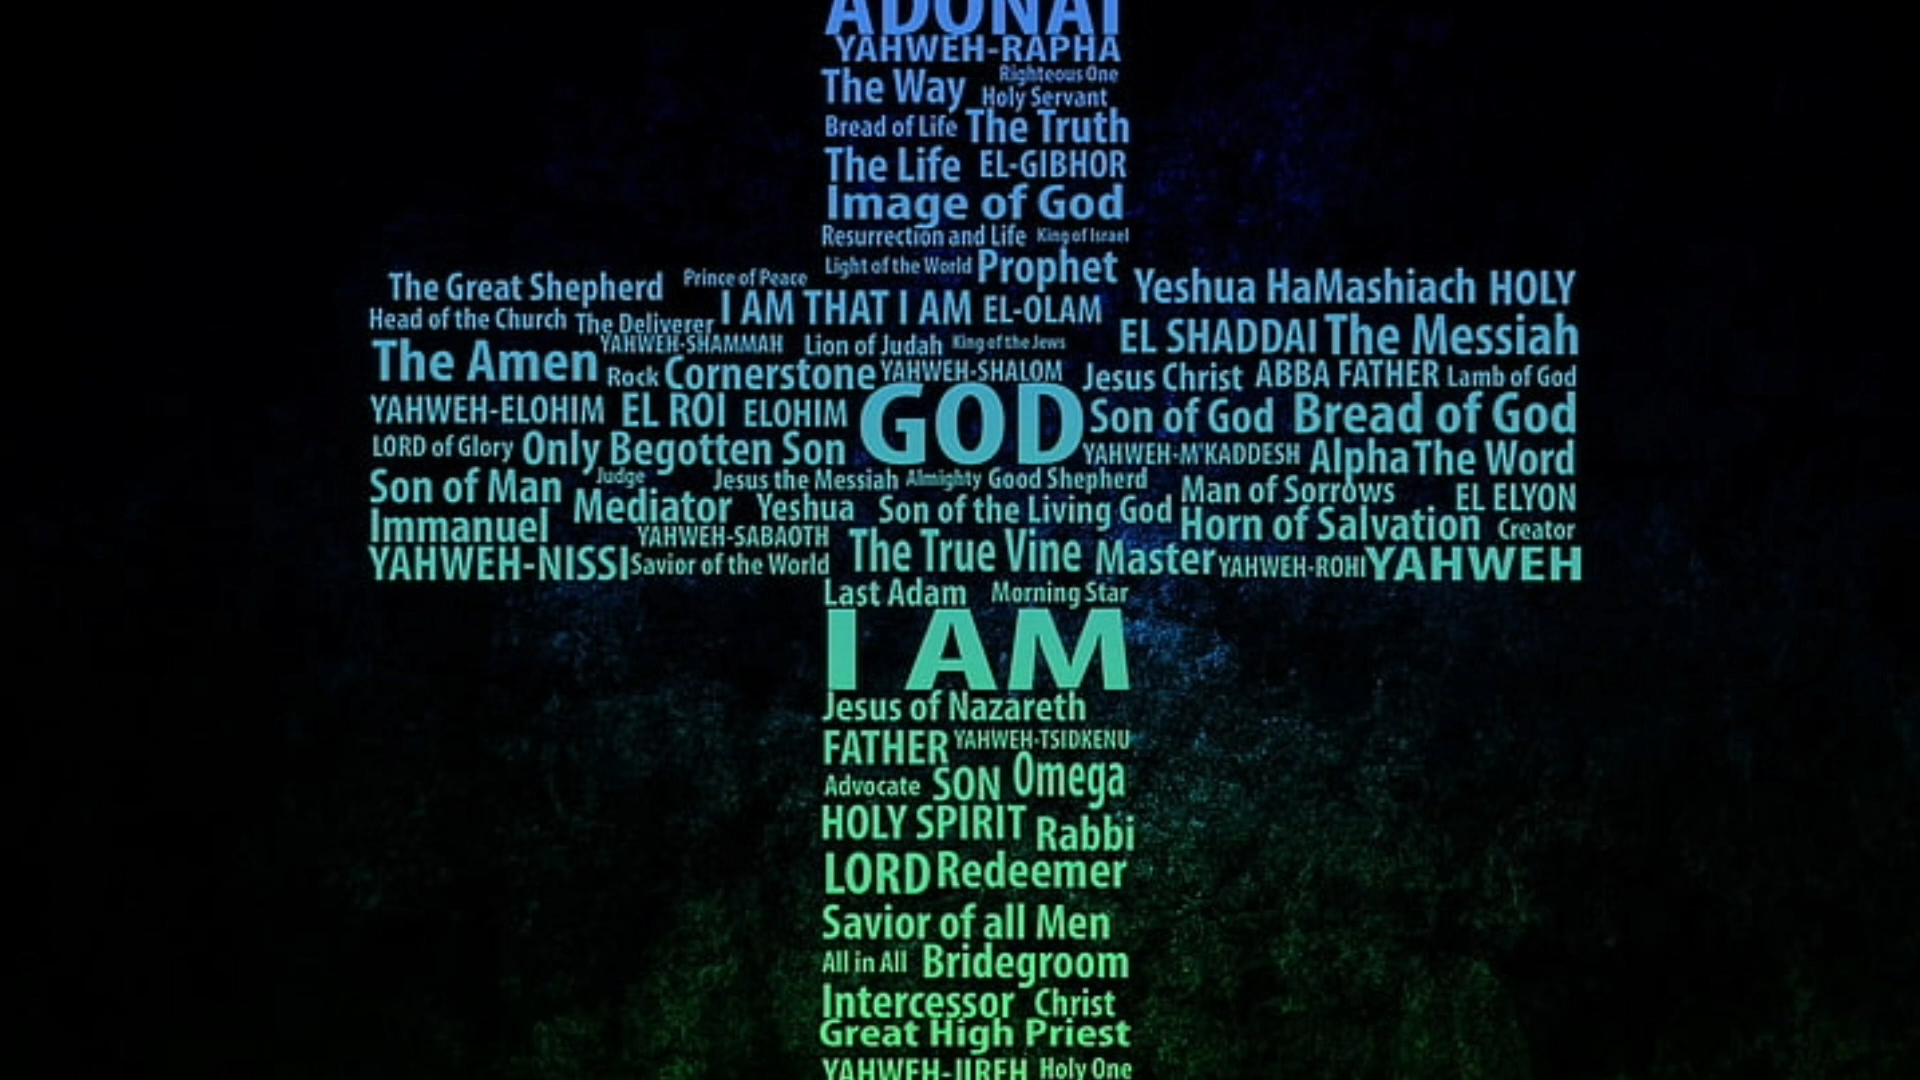 ADONAI
YAHWEH-RAPHA
The Way Righteous One
Holy Servant
Bread of Life The Truth
The Life EL-GIBHOR
Image of God
Resurrection and Life King of Israel
Light of the World Prophet
The Great Shepherd Prince of Peace Yeshua HaMashiach HOLY
I AM THAT I AM EL-OLAM
Head of the Church The Deliverer EL SHADDAI The Messiah
YAHWEH-SHAMMAH Lion of Judah King of the Jews
The Amen Rock Cornerstone YAHWEH-SHALOM Jesus Christ ABBA FATHER Lamb of God
YAHWEH-ELOHIM EL ROI ELOHIM GOD Son of God Bread of God
LORD of Glory Only Begotten Son YAHWEH-M'KADDESH Alpha The Word
Son of Man Judge Jesus the Messiah Almighty Good Shepherd Man of Sorrows EL ELYON
Mediator Yeshua Son of the Living God
Immanuel YAHWEH-SABAOTH Horn of Salvation Creator
YAHWEH-NISSI Savior of the World The True Vine Master YAHWEH-ROHI YAHWEH
Last Adam Morning Star
I AM
Jesus of Nazareth
FATHER YAHWEH-TSIDKENU
Advocate SON Omega
HOLY SPIRIT Rabbi
LORD Redeemer
Savior of all Men
All in All Bridegroom
Intercessor Christ
Great High Priest
YAHWEH-JIREH Holy One